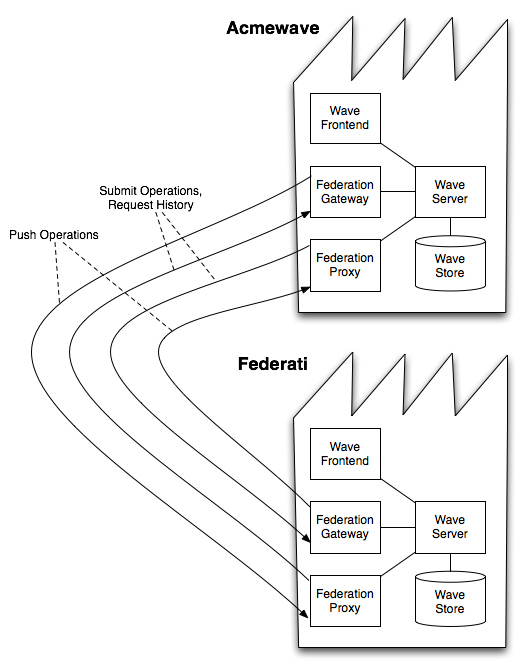 Acmewave
Wave
Frontend
Submit Operations,
Request History
Federation
Gateway
Wave
Server
Push Operations
Federation
Proxy
Wave
Store
Federati
Wave
Frontend
Federation
Gateway
Wave
Server
Federation
Proxy
Wave
Store